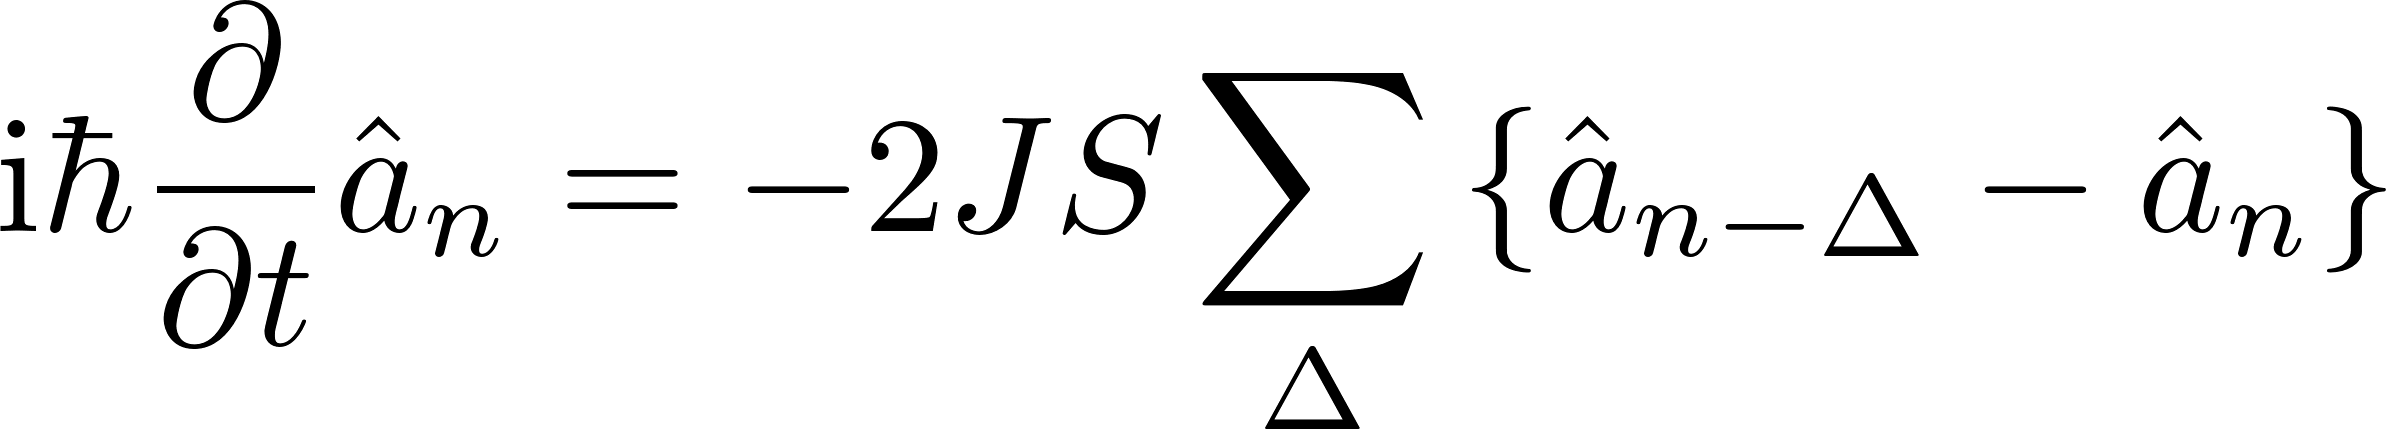 iℏ ∂/∂t â_n = −2JS ∑_Δ {â_{n−Δ} − â_n}